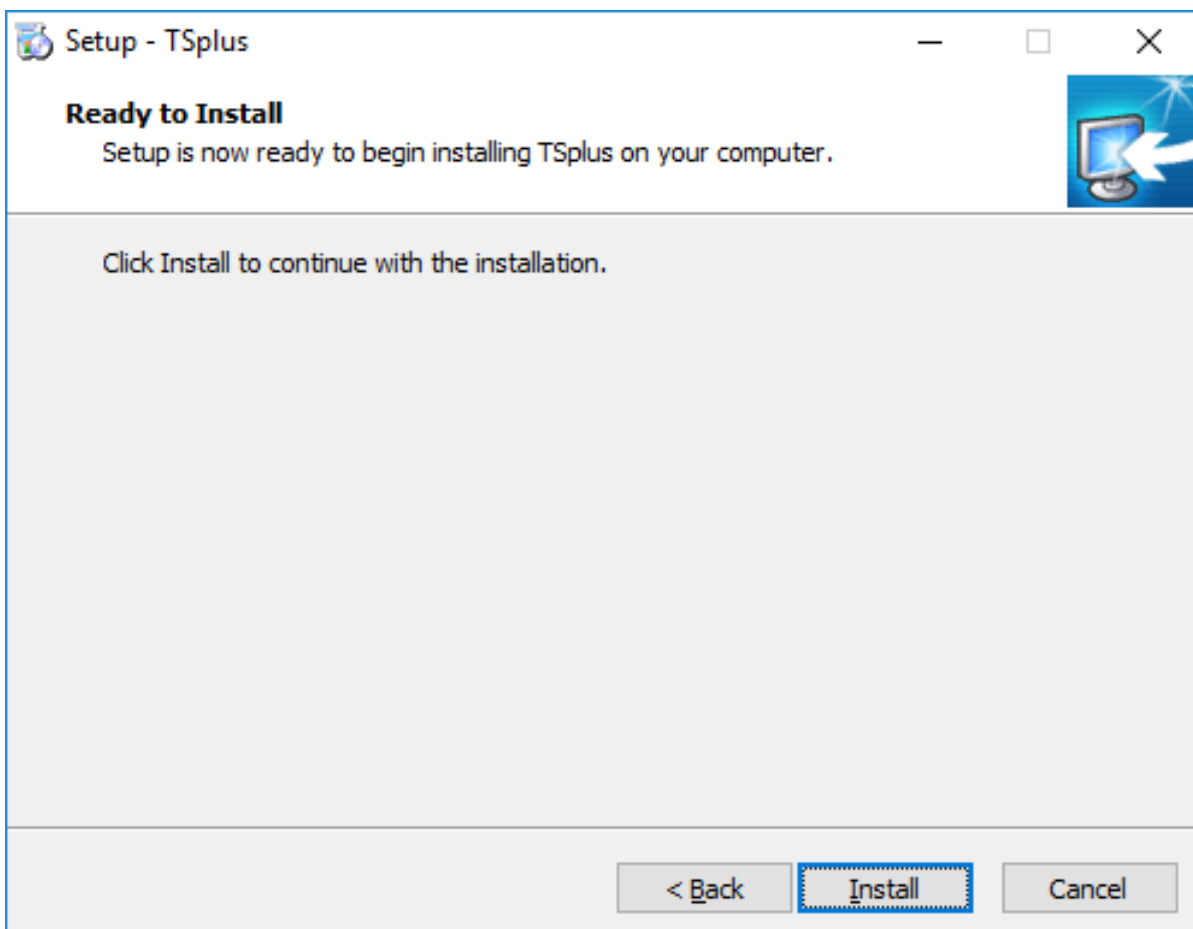 Setup - TSplus
Ready to Install
Setup is now ready to begin installing TSplus on your computer.
Click Install to continue with the installation.
< Back
Install
Cancel